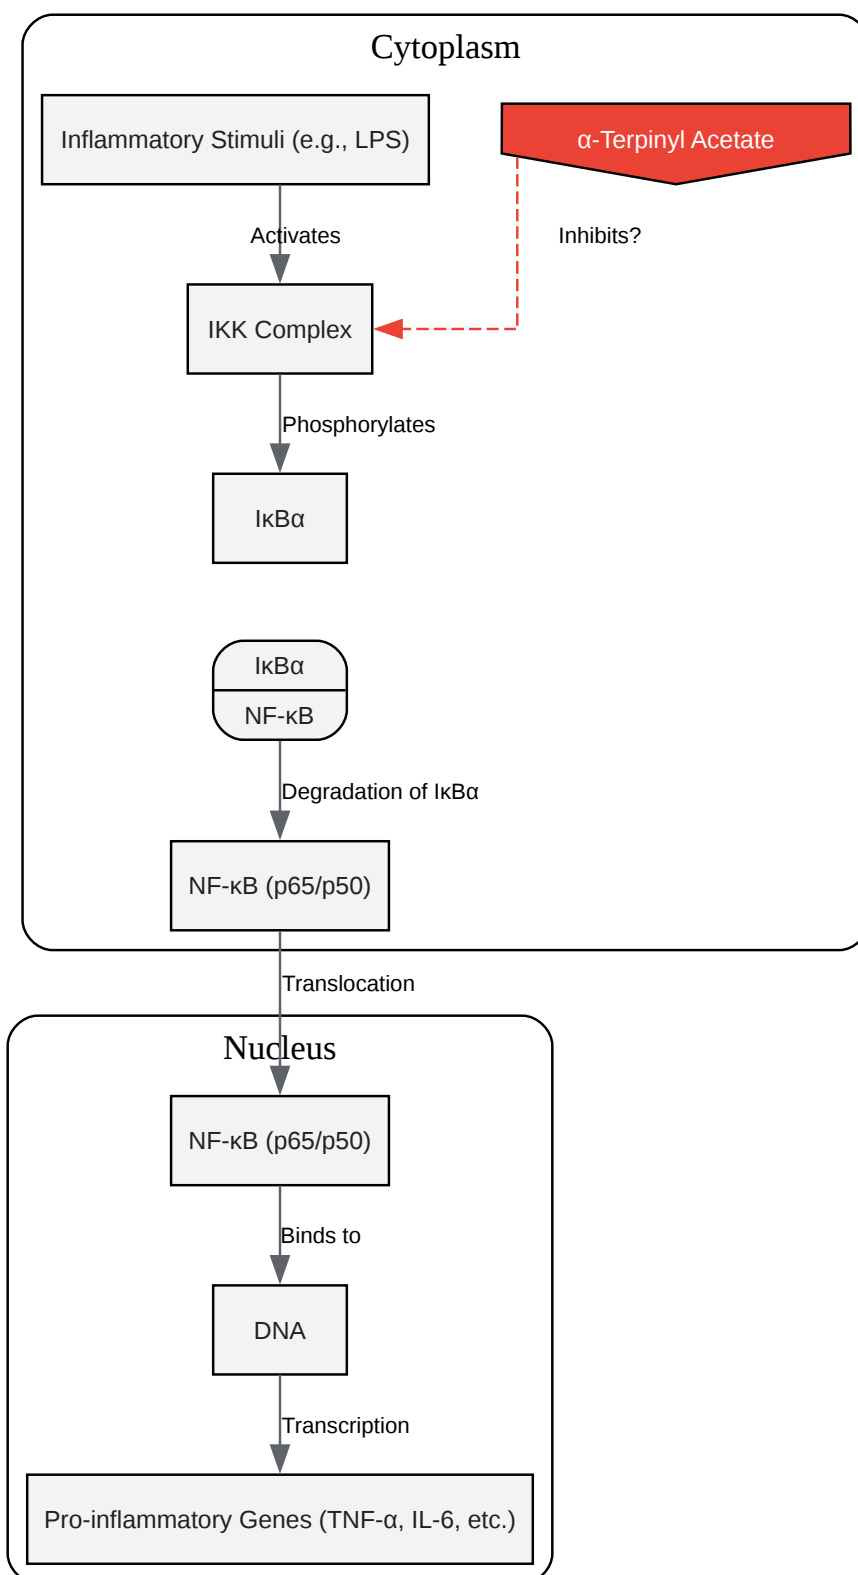 Cytoplasm
Inflammatory Stimuli (e.g., LPS)
α-Terpinyl Acetate
Activates
Inhibits?
IKK Complex
Phosphorylates
IκBα
IκBα
NF-κB
Degradation of IκBα
NF-κB (p65/p50)
Translocation
Nucleus
NF-κB (p65/p50)
Binds to
DNA
Transcription
Pro-inflammatory Genes (TNF-α, IL-6, etc.)